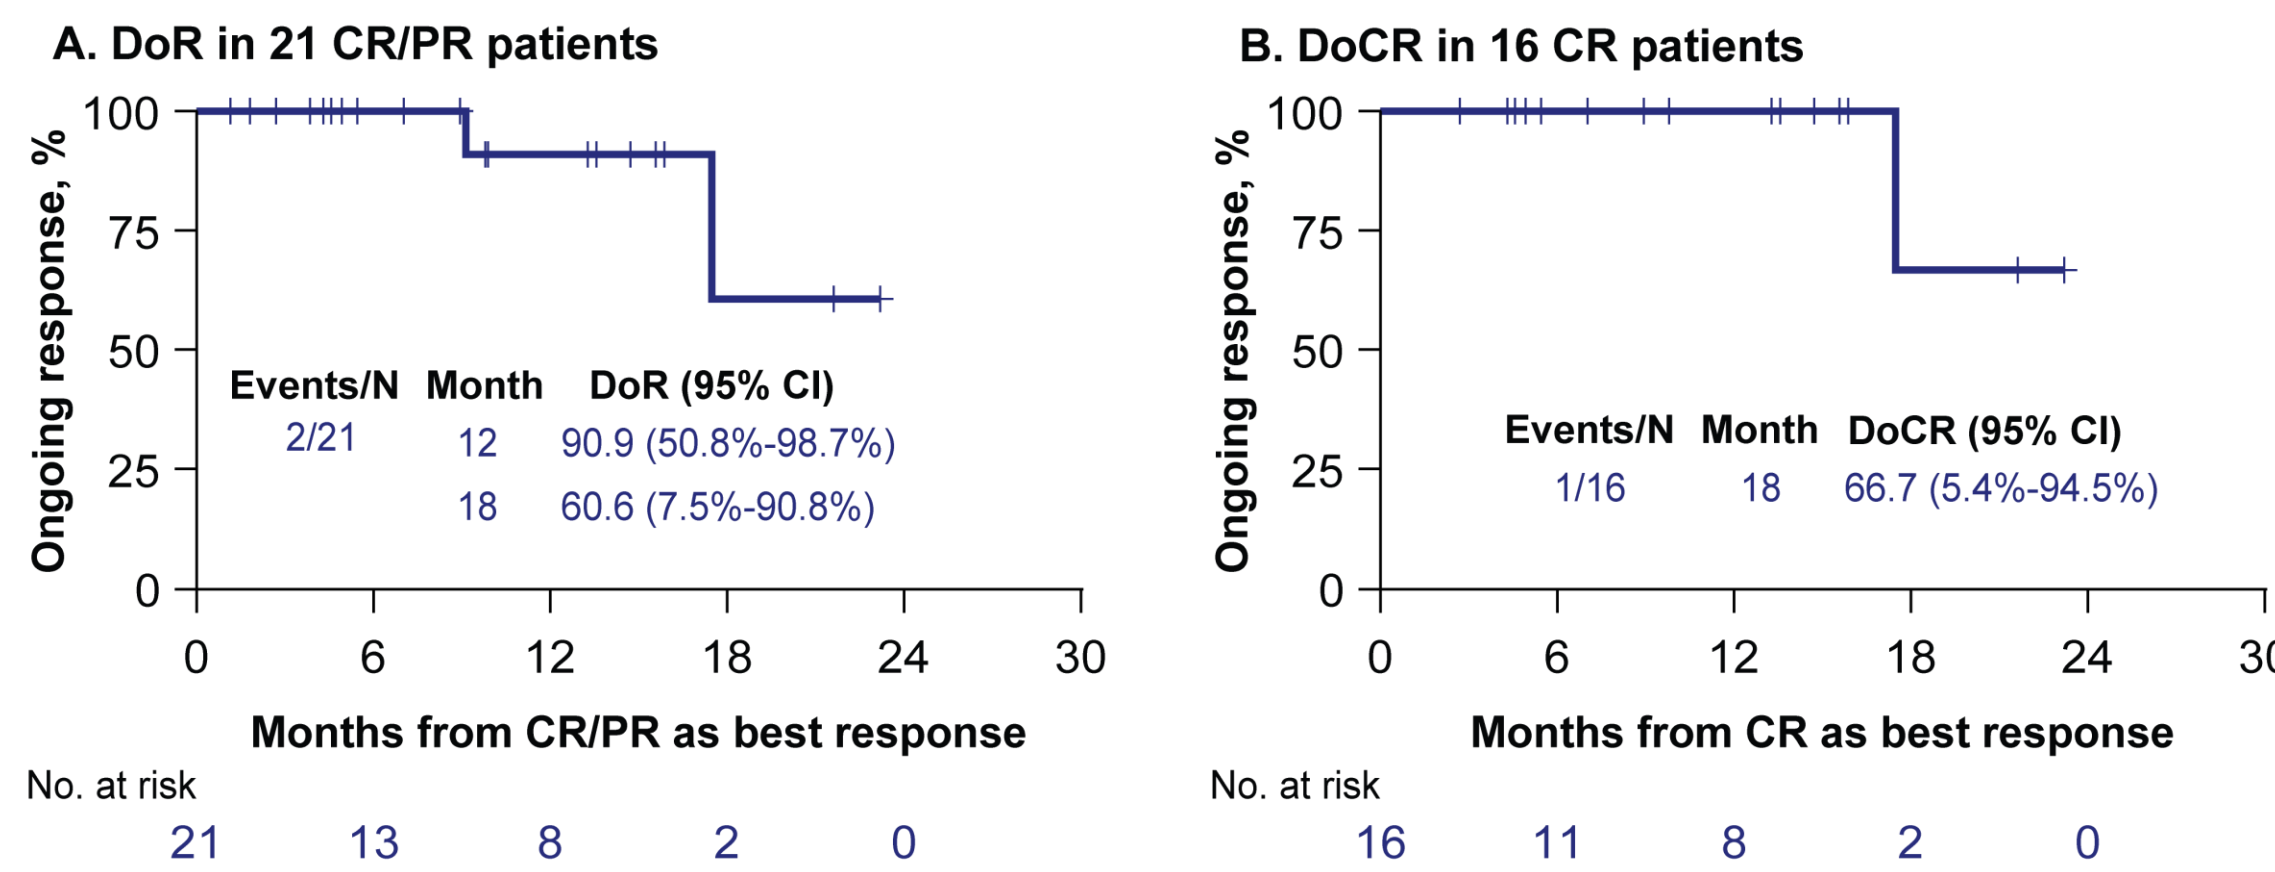 A. DoR in 21 CR/PR patients
Ongoing response, %
100
75
50
25
0
Events/N Month DoR (95% CI)
2/21 12 90.9 (50.8%-98.7%)
18 60.6 (7.5%-90.8%)
0 6 12 18 24 30
Months from CR/PR as best response
No. at risk
21 13 8 2 0
B. DoCR in 16 CR patients
Ongoing response, %
100
75
50
25
0
Events/N Month DoCR (95% CI)
1/16 18 66.7 (5.4%-94.5%)
0 6 12 18 24 30
Months from CR as best response
No. at risk
16 11 8 2 0